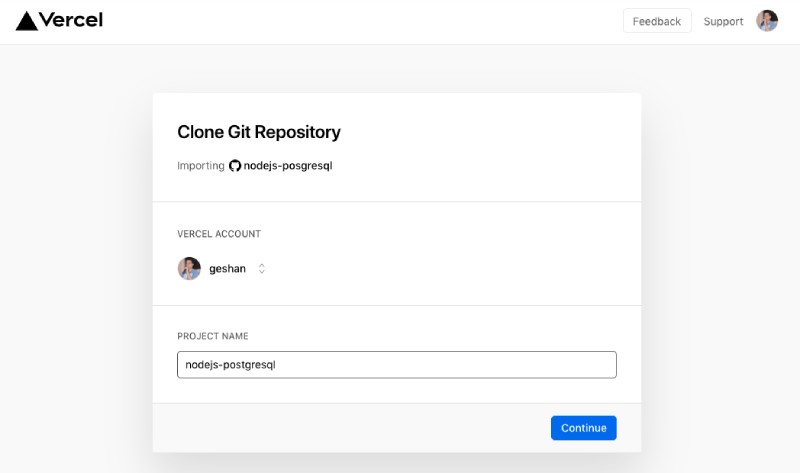 Vercel
Feedback Support
Clone Git Repository
Importing nodejs-posgresql
VERCEL ACCOUNT
geshan
PROJECT NAME
nodejs-postgresql
Continue